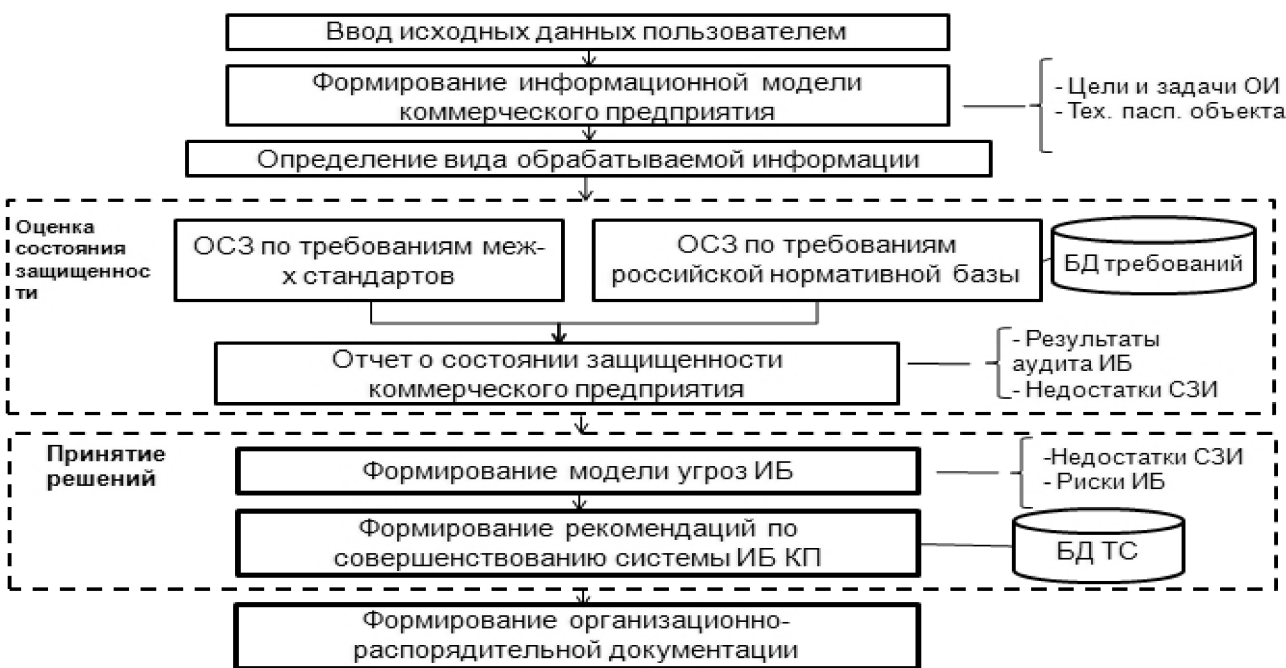 Ввод исходных данных пользователем
Формирование информационной модели
коммерческого предприятия
- Цели и задачи ОИ
- Тех. пасп. объекта
Определение вида обрабатываемой информации
Оценка
состояния
защищеннос
ти
ОСЗ по требованиям меж-
х стандартов
ОСЗ по требованиям
российской нормативной базы
БД требований
Отчет о состоянии защищенности
коммерческого предприятия
- Результаты
аудита ИБ
- Недостатки СЗИ
Принятие
решений
Формирование модели угроз ИБ
-Недостатки СЗИ
- Риски ИБ
Формирование рекомендаций по
совершенствованию системы ИБ КП
БД ТС
Формирование организационно-
распорядительной документации